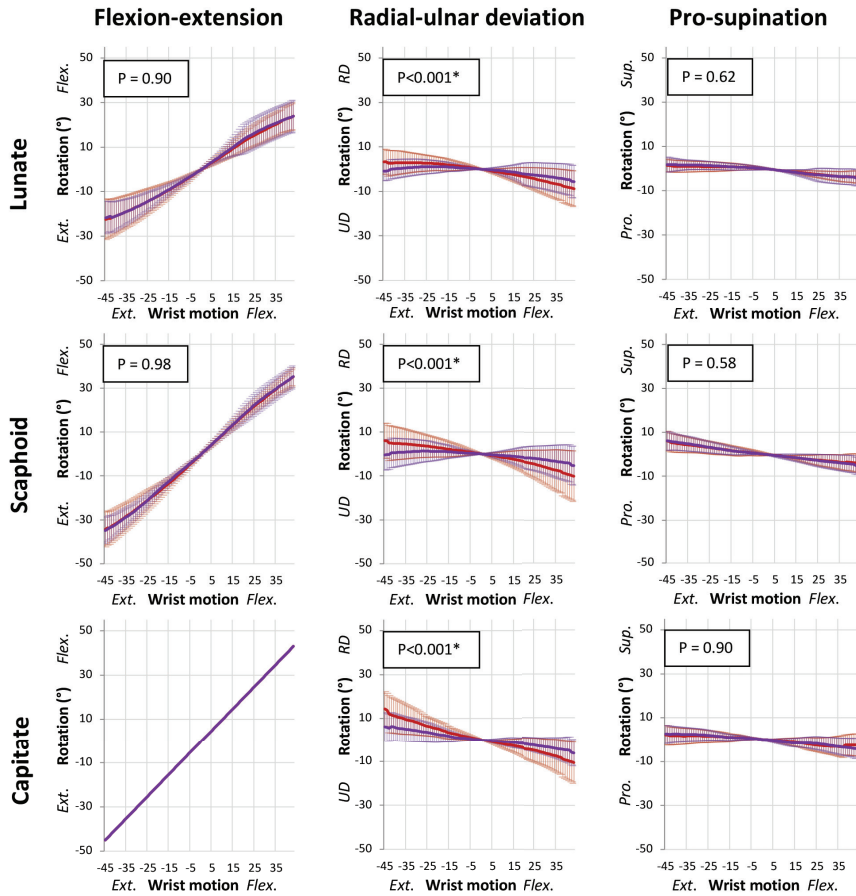 Flexion-extension Radial-ulnar deviation Pro-supination
Lunate
50
30
10
-10
-30
-50
Flex.
Rotation (°)
Ext.
P = 0.90
-45 -35 -25 -15 -5 5 15 25 35
Ext. Wrist motion Flex.
50
30
10
-10
-30
-50
RD
Rotation (°)
UD
P<0.001*
-45 -35 -25 -15 -5 5 15 25 35
Ext. Wrist motion Flex.
50
30
10
-10
-30
-50
Sup.
Rotation (°)
Pro.
P = 0.62
-45 -35 -25 -15 -5 5 15 25 35
Ext. Wrist motion Flex.
Scaphoid
50
30
10
-10
-30
-50
Flex.
Rotation (°)
Ext.
P = 0.98
-45 -35 -25 -15 -5 5 15 25 35
Ext. Wrist motion Flex.
50
30
10
-10
-30
-50
RD
Rotation (°)
UD
P<0.001*
-45 -35 -25 -15 -5 5 15 25 35
Ext. Wrist motion Flex.
50
30
10
-10
-30
-50
Sup.
Rotation (°)
Pro.
P = 0.58
-45 -35 -25 -15 -5 5 15 25 35
Ext. Wrist motion Flex.
Capitate
50
30
10
-10
-30
-50
Flex.
Rotation (°)
Ext.
-45 -35 -25 -15 -5 5 15 25 35
Ext. Wrist motion Flex.
50
30
10
-10
-30
-50
RD
Rotation (°)
UD
P<0.001*
-45 -35 -25 -15 -5 5 15 25 35
Ext. Wrist motion Flex.
50
30
10
-10
-30
-50
Sup.
Rotation (°)
Pro.
P = 0.90
-45 -35 -25 -15 -5 5 15 25 35
Ext. Wrist motion Flex.